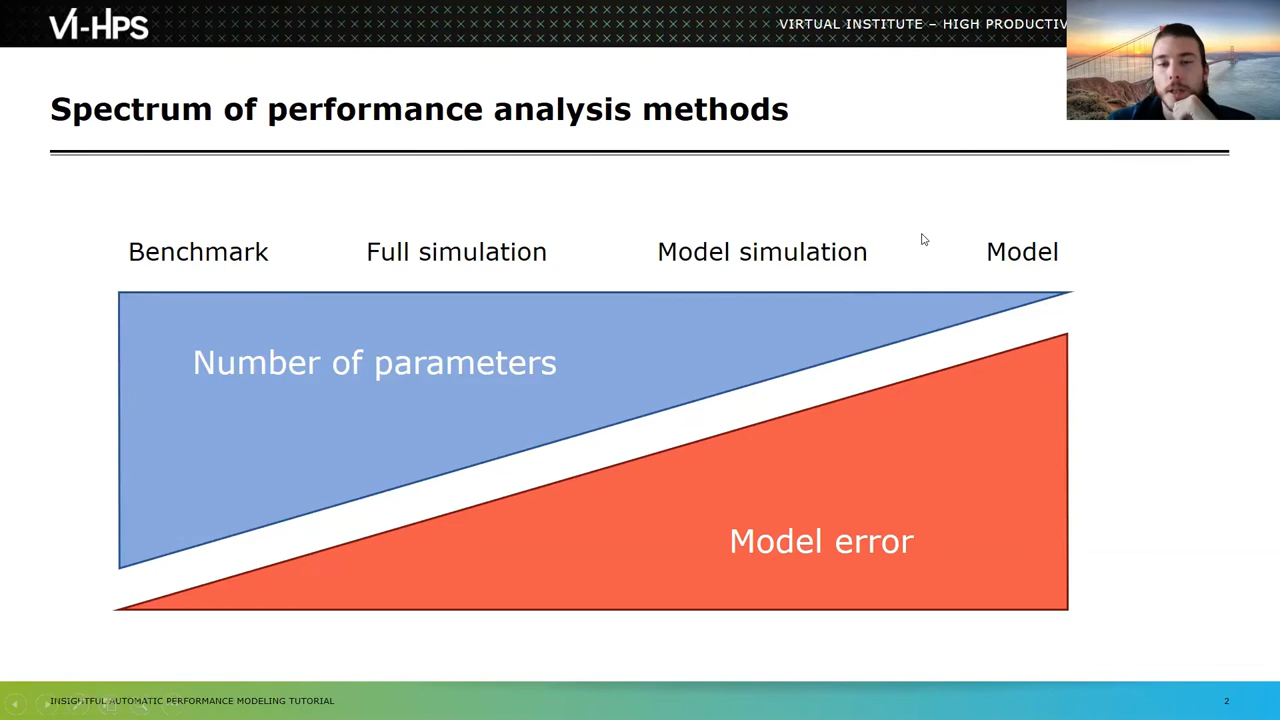 VI-HPS
VIRTUAL INSTITUTE – HIGH PRODUCTIV
Spectrum of performance analysis methods
Benchmark Full simulation Model simulation Model
Number of parameters
Model error
INSIGHTFUL AUTOMATIC PERFORMANCE MODELING TUTORIAL 2